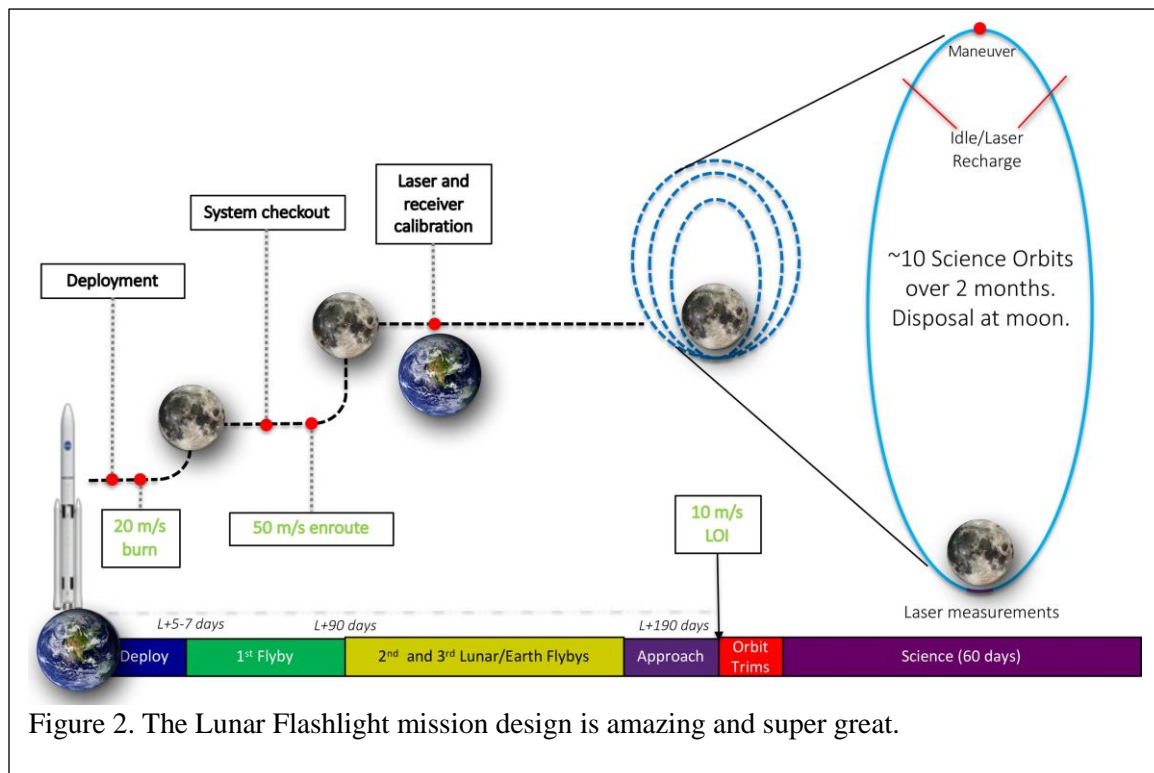 Maneuver
Idle/Laser
Recharge
Laser and
receiver
calibration
System checkout
Deployment
~10 Science Orbits
over 2 months.
Disposal at moon.
20 m/s
burn
50 m/s enroute
10 m/s
LOI
Laser measurements
L+5-7 days
L+90 days
L+190 days
Deploy
1st Flyby
2nd and 3rd Lunar/Earth Flybys
Approach
Orbit
Trims
Science (60 days)
Figure 2. The Lunar Flashlight mission design is amazing and super great.